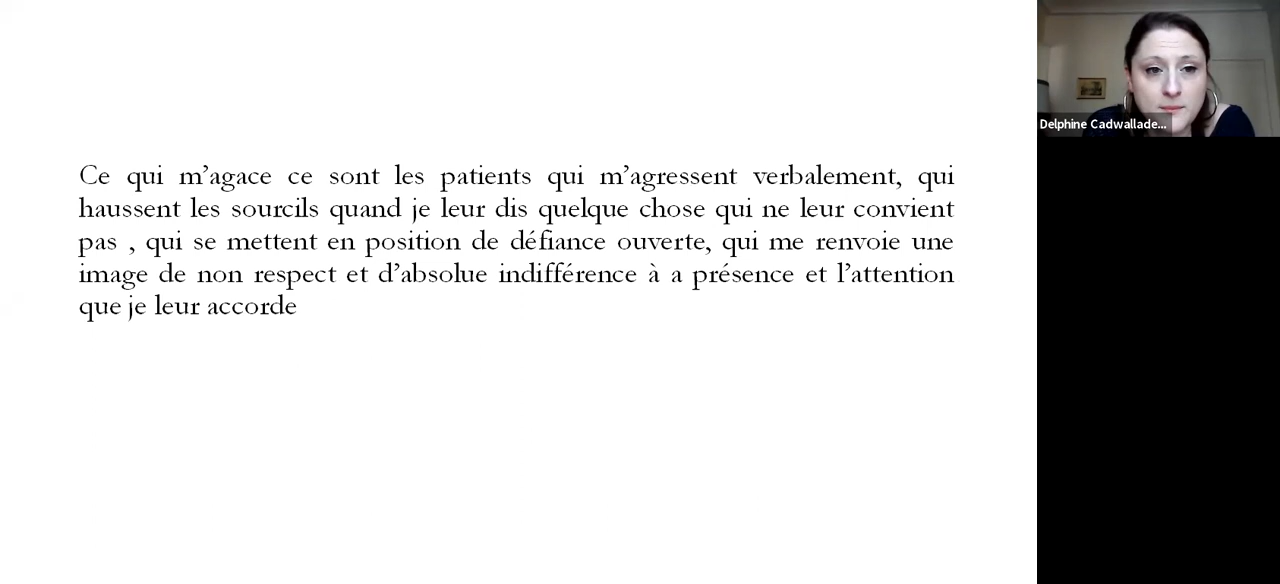 Ce qui m’agace ce sont les patients qui m’agressent verbalement, qui
haussent les sourcils quand je leur dis quelque chose qui ne leur convient
pas , qui se mettent en position de défiance ouverte, qui me renvoie une
image de non respect et d’absolue indifférence à a présence et l’attention
que je leur accorde
Delphine Cadwallade...